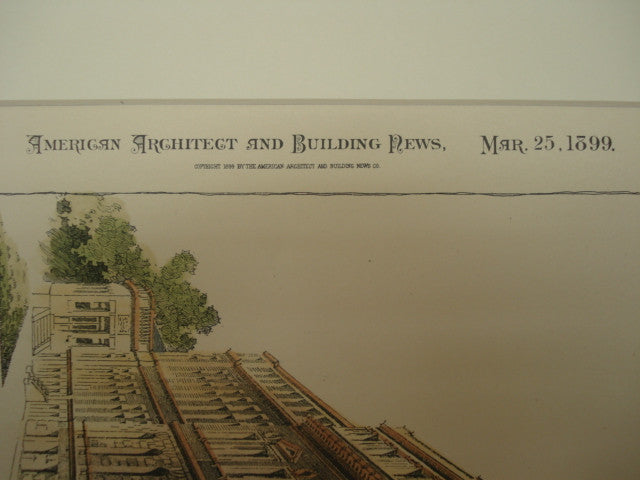 American Architect and Building News, Mar. 25, 1899.
COPYRIGHT 1899 BY THE AMERICAN ARCHITECT AND BUILDING NEWS CO.